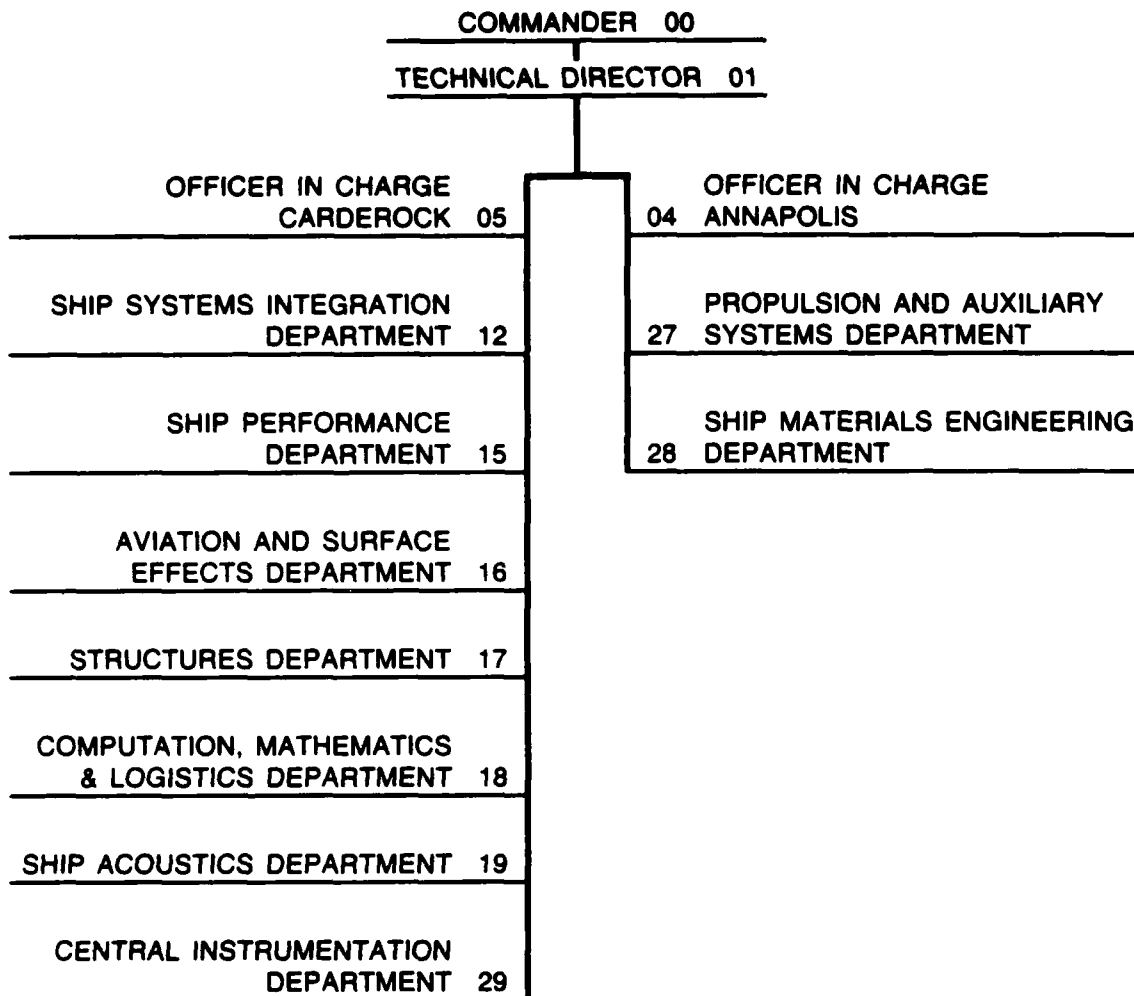 COMMANDER 00
TECHNICAL DIRECTOR 01
OFFICER IN CHARGE
CARDEROCK 05
SHIP SYSTEMS INTEGRATION
DEPARTMENT 12
SHIP PERFORMANCE
DEPARTMENT 15
AVIATION AND SURFACE
EFFECTS DEPARTMENT 16
STRUCTURES DEPARTMENT 17
COMPUTATION, MATHEMATICS
& LOGISTICS DEPARTMENT 18
SHIP ACOUSTICS DEPARTMENT 19
CENTRAL INSTRUMENTATION
DEPARTMENT 29
OFFICER IN CHARGE
04 ANNAPOLIS
PROPULSION AND AUXILIARY
27 SYSTEMS DEPARTMENT
SHIP MATERIALS ENGINEERING
28 DEPARTMENT